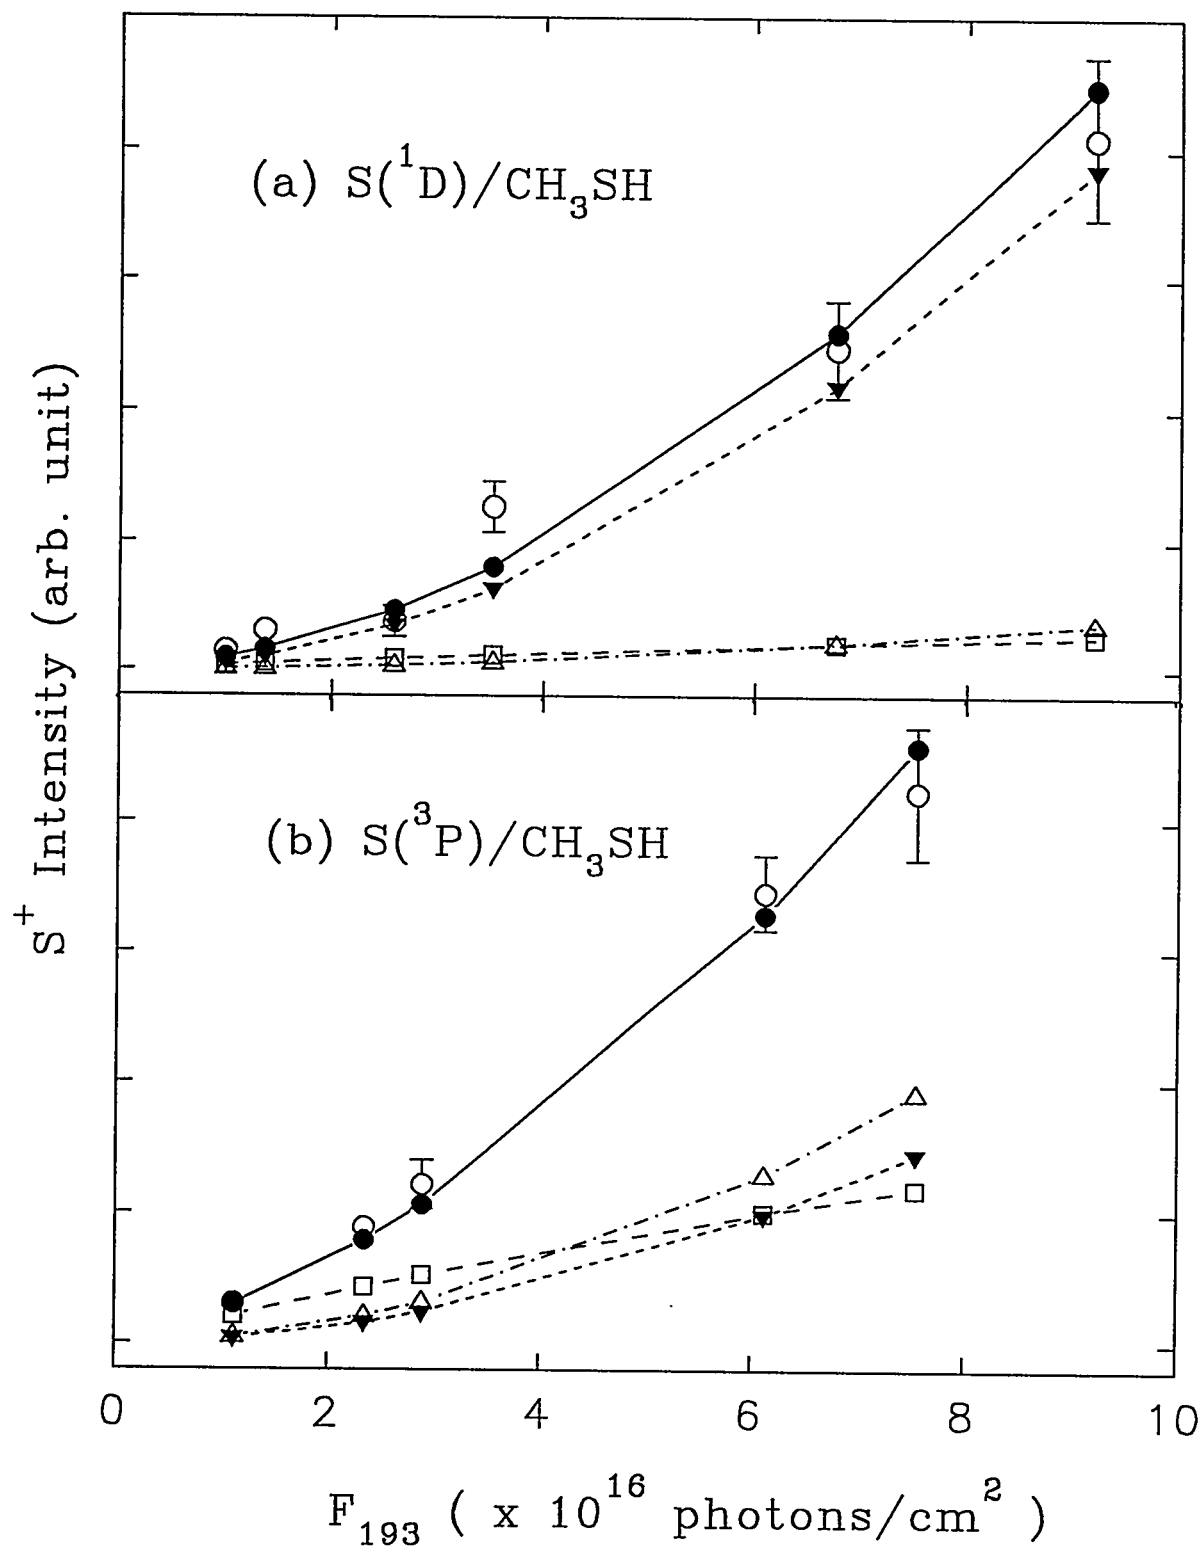 (a) S(¹D)/CH₃SH
S⁺ Intensity (arb. unit)
(b) S(³P)/CH₃SH
0 2 4 6 8 10
F₁₉₃ ( x 10¹⁶ photons/cm² )